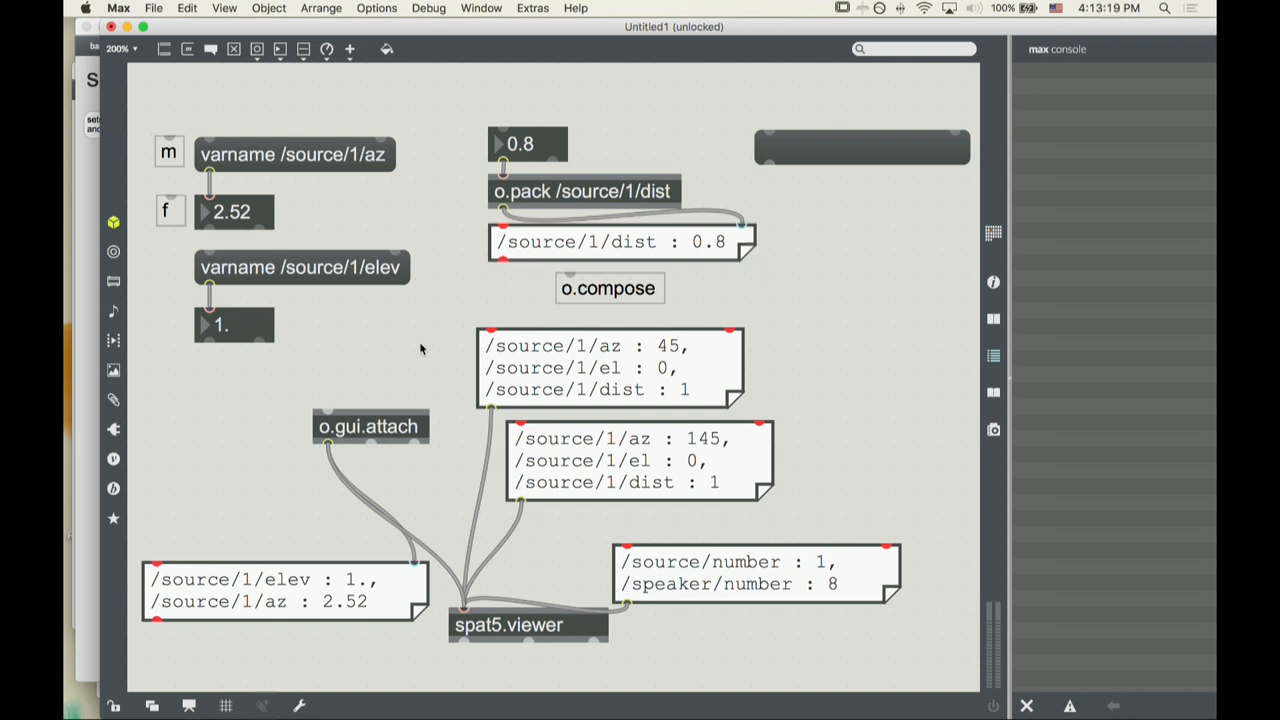 Max File Edit View Object Arrange Options Debug Window Extras Help
100% 4:13:19 PM
Untitled1 (unlocked)
ba
200%
max console
S
sets
and
m
varname /source/1/az
f
2.52
varname /source/1/elev
1.
0.8
o.pack /source/1/dist
/source/1/dist : 0.8
o.compose
/source/1/az : 45,
/source/1/el : 0,
/source/1/dist : 1
o.gui.attach
/source/1/az : 145,
/source/1/el : 0,
/source/1/dist : 1
/source/number : 1,
/speaker/number : 8
/source/1/elev : 1.,
/source/1/az : 2.52
spat5.viewer